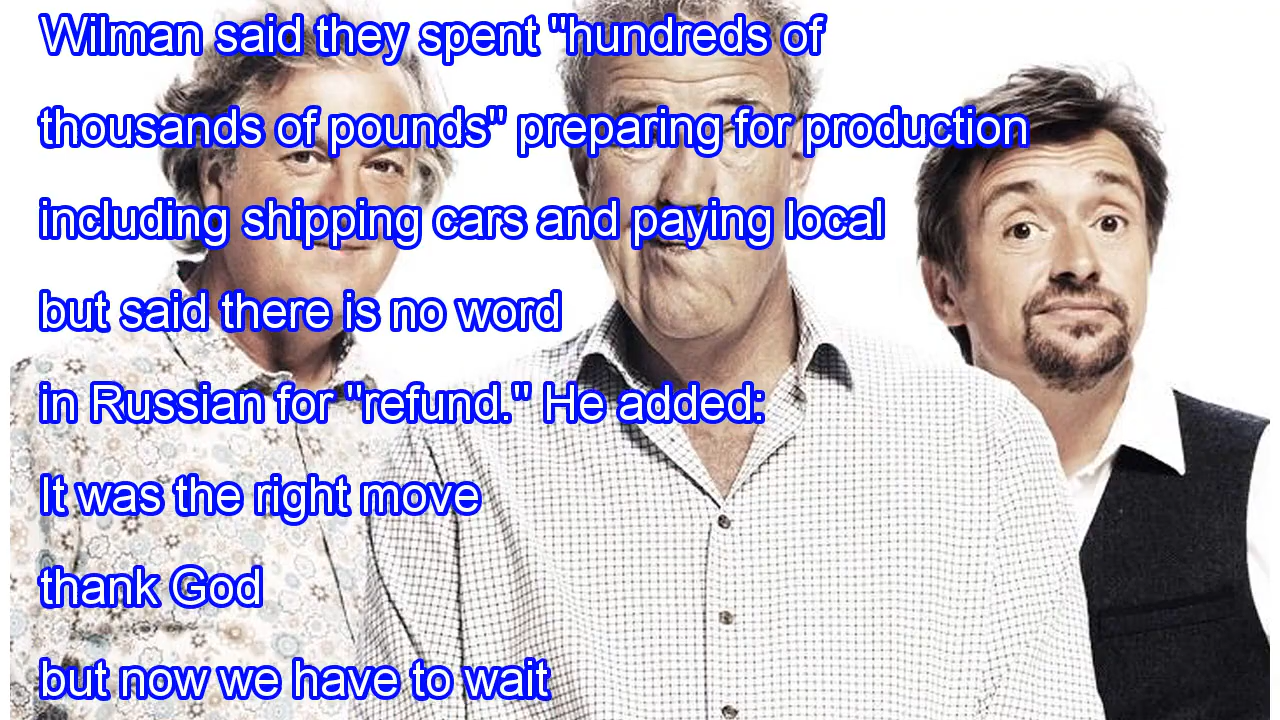 Wilman said they spent "hundreds of
thousands of pounds" preparing for production
including shipping cars and paying local
but said there is no word
in Russian for "refund." He added:
It was the right move
thank God
but now we have to wait